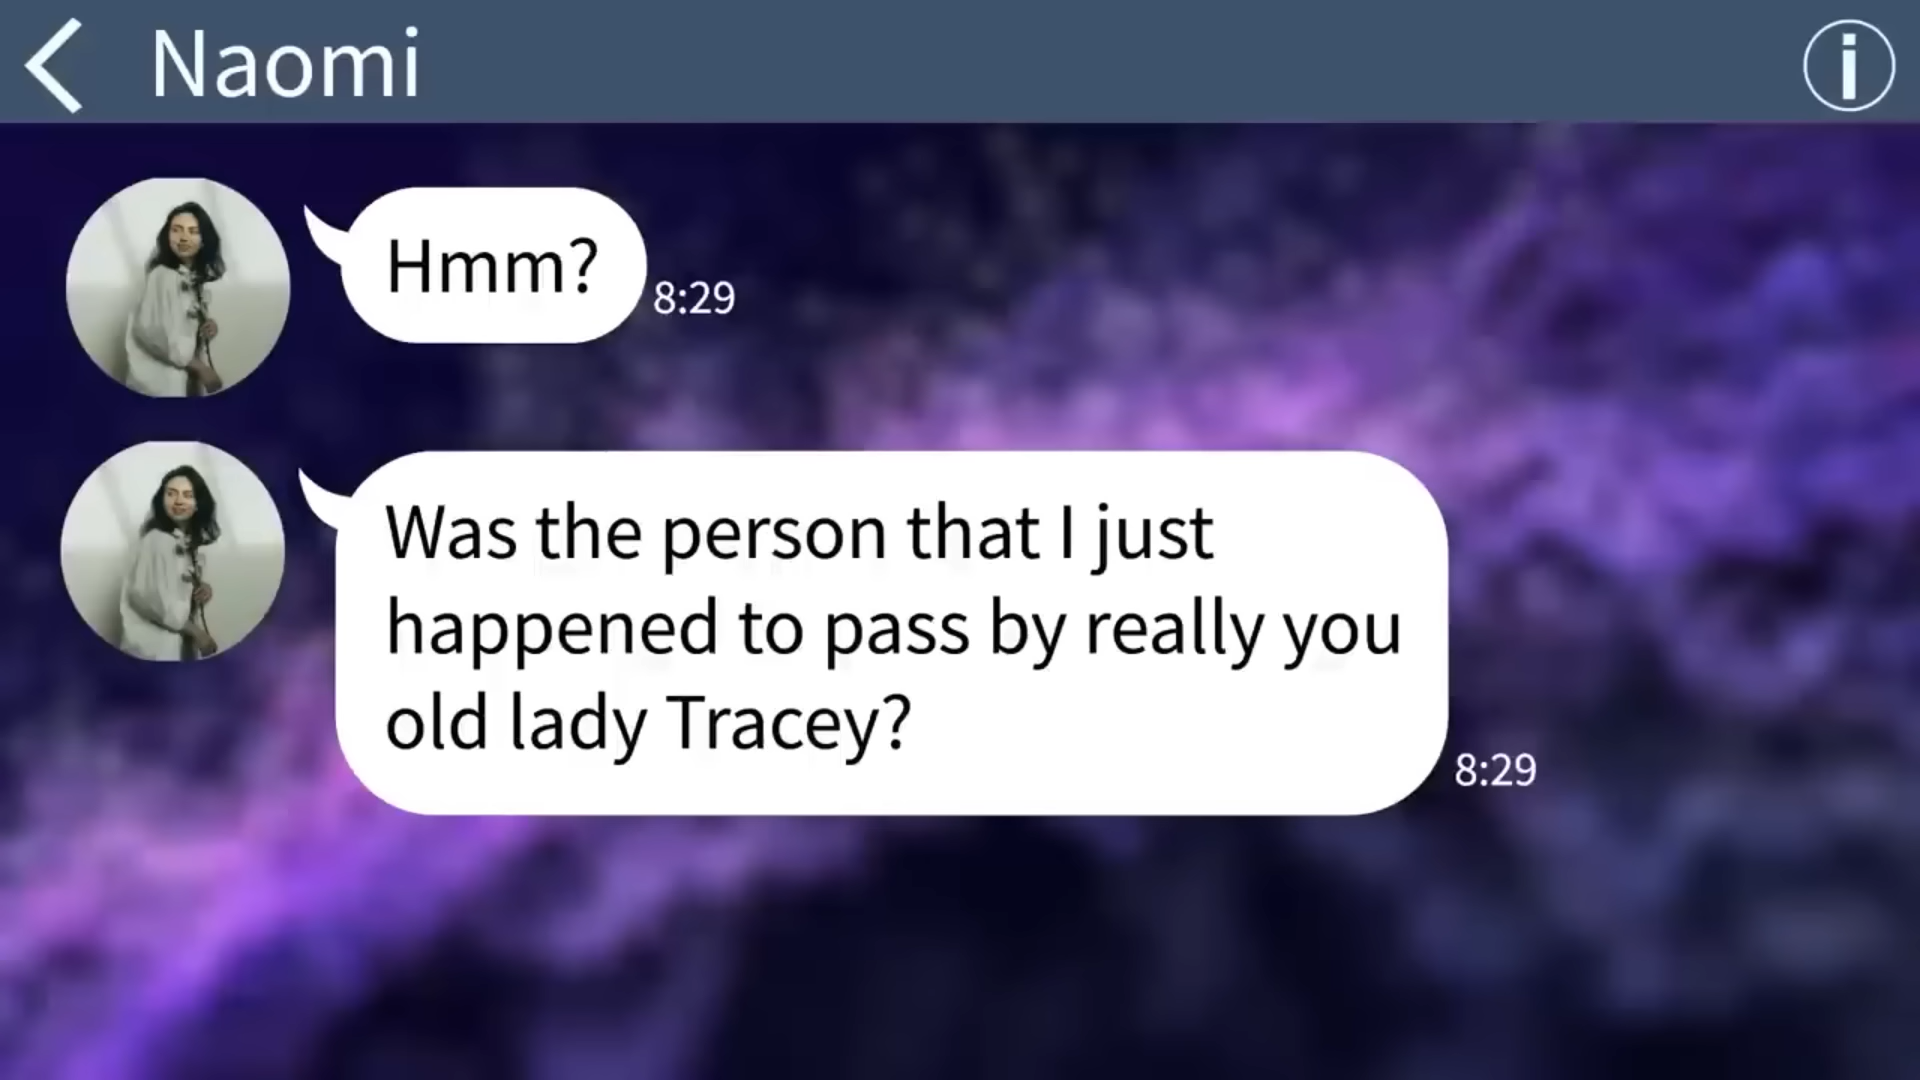 Naomi
Hmm?
8:29
Was the person that I just
happened to pass by really you
old lady Tracey?
8:29